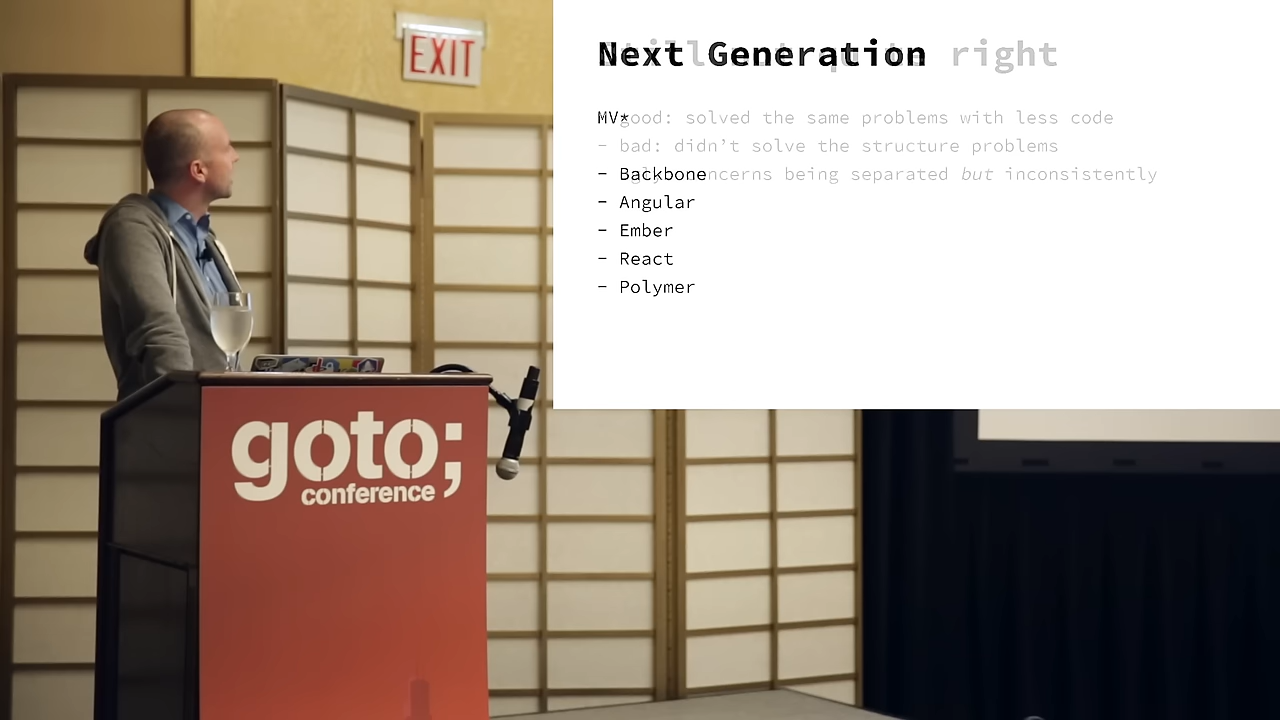 EXIT
Next Generation
right
MV*
good: solved the same problems with less code
- bad: didn't solve the structure problems
- Backbone
being separated but inconsistently
- Angular
- Ember
- React
- Polymer
goto;
conference